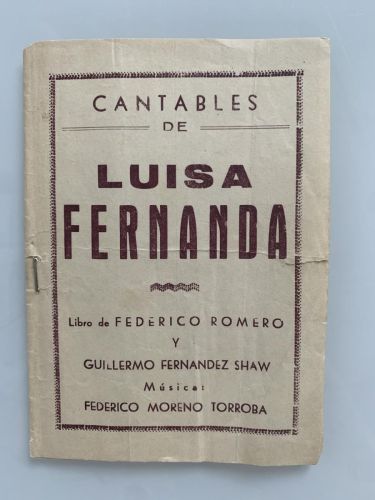 CANTABLES
DE
LUISA
FERNANDA
Libro de FEDERICO ROMERO
Y
GUILLERMO FERNANDEZ SHAW
Música:
FEDERICO MORENO TORROBA